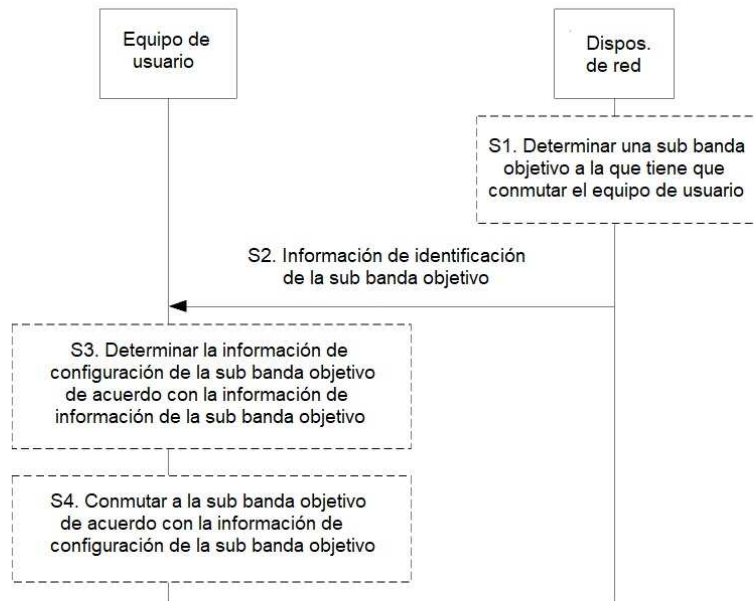 Equipo de
usuario
Dispos.
de red
S1. Determinar una sub banda
objetivo a la que tiene que
conmutar el equipo de usuario
S2. Información de identificación
de la sub banda objetivo
S3. Determinar la información de
configuración de la sub banda objetivo
de acuerdo con la información de
información de la sub banda objetivo
S4. Conmutar a la sub banda objetivo
de acuerdo con la información de
configuración de la sub banda objetivo